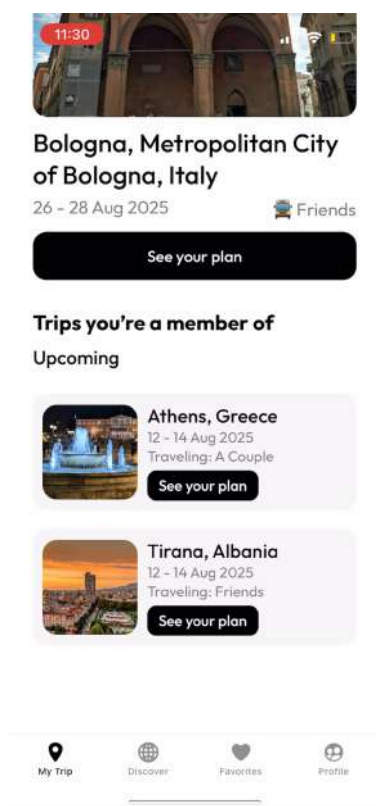 11:30
Bologna, Metropolitan City
of Bologna, Italy
26 - 28 Aug 2025
Friends
See your plan
Trips you're a member of
Upcoming
Athens, Greece
12 - 14 Aug 2025
Traveling: A Couple
See your plan
Tirana, Albania
12 - 14 Aug 2025
Traveling: Friends
See your plan
My Trip
Discover
Favorites
Profile